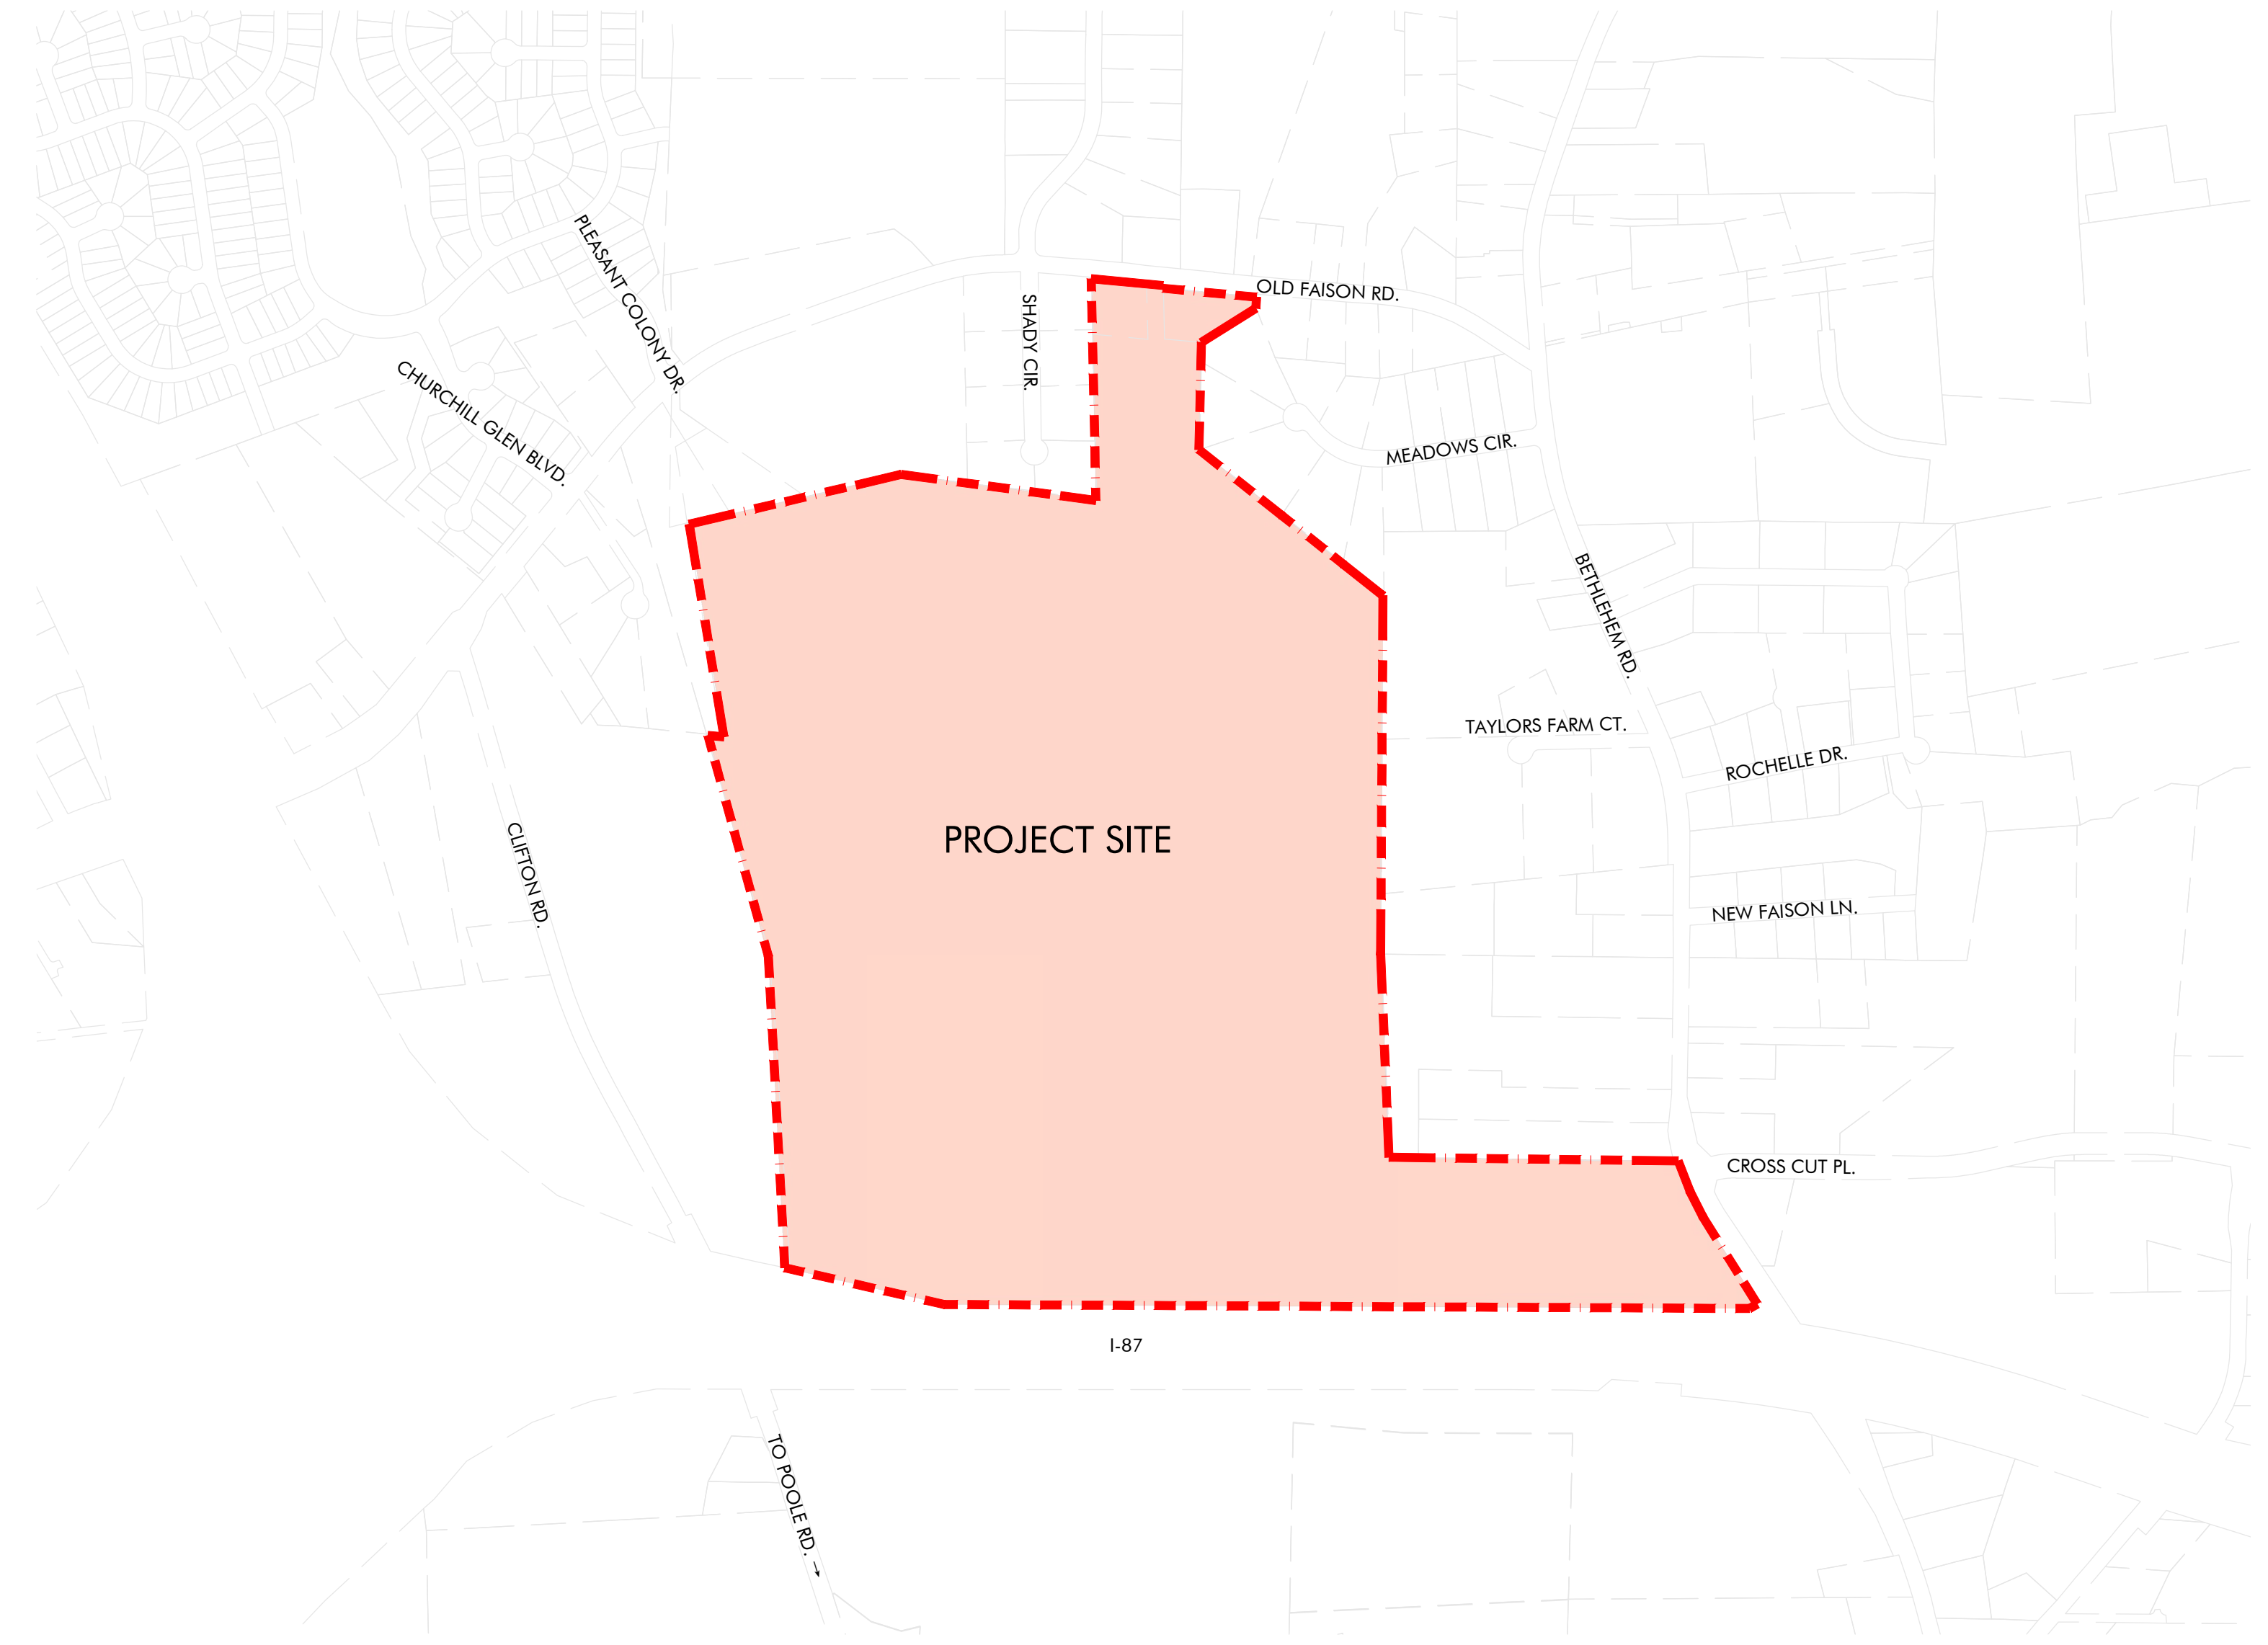 PLEASANT COLONY DR.
OLD FAISON RD.
SHADY CIR.
CHURCHILL GLEN BLVD.
MEADOWS CIR.
BETHLEHEM RD.
TAYLORS FARM CT.
ROCHELLE DR.
PROJECT SITE
CLIFTON RD.
NEW FAISON LN.
CROSS CUT PL.
I-87
TO POOLE RD. →